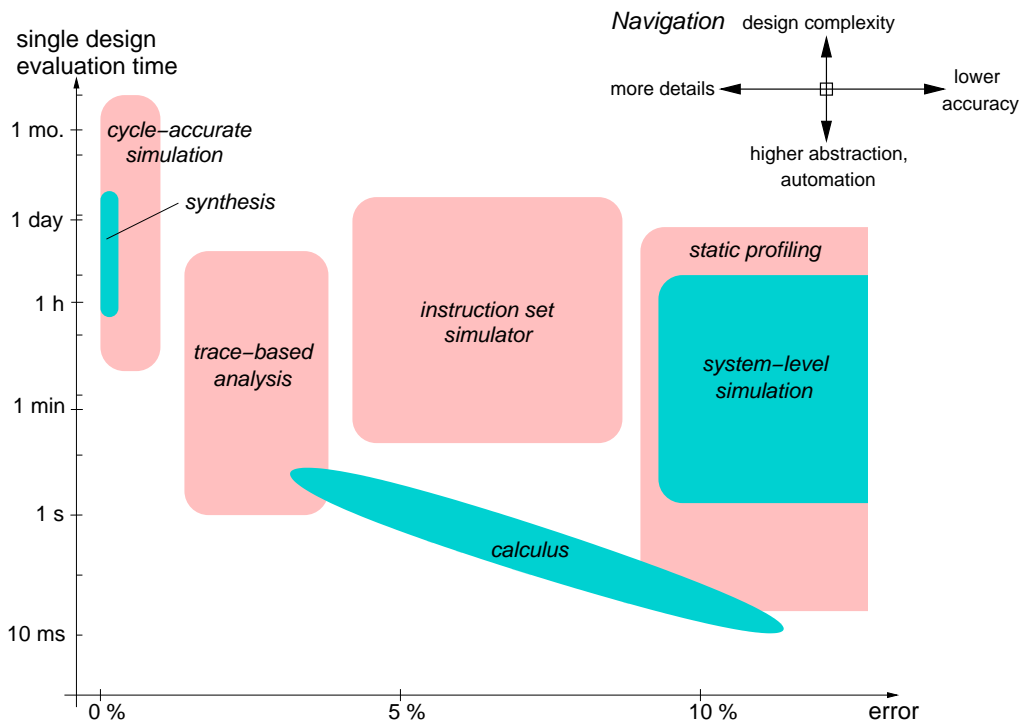 single design
evaluation time
Navigation
design complexity
more details
lower
accuracy
higher abstraction,
automation
1 mo.
1 day
1 h
1 min
1 s
10 ms
cycle−accurate
simulation
synthesis
trace−based
analysis
instruction set
simulator
static profiling
system−level
simulation
calculus
0 %
5 %
10 %
error